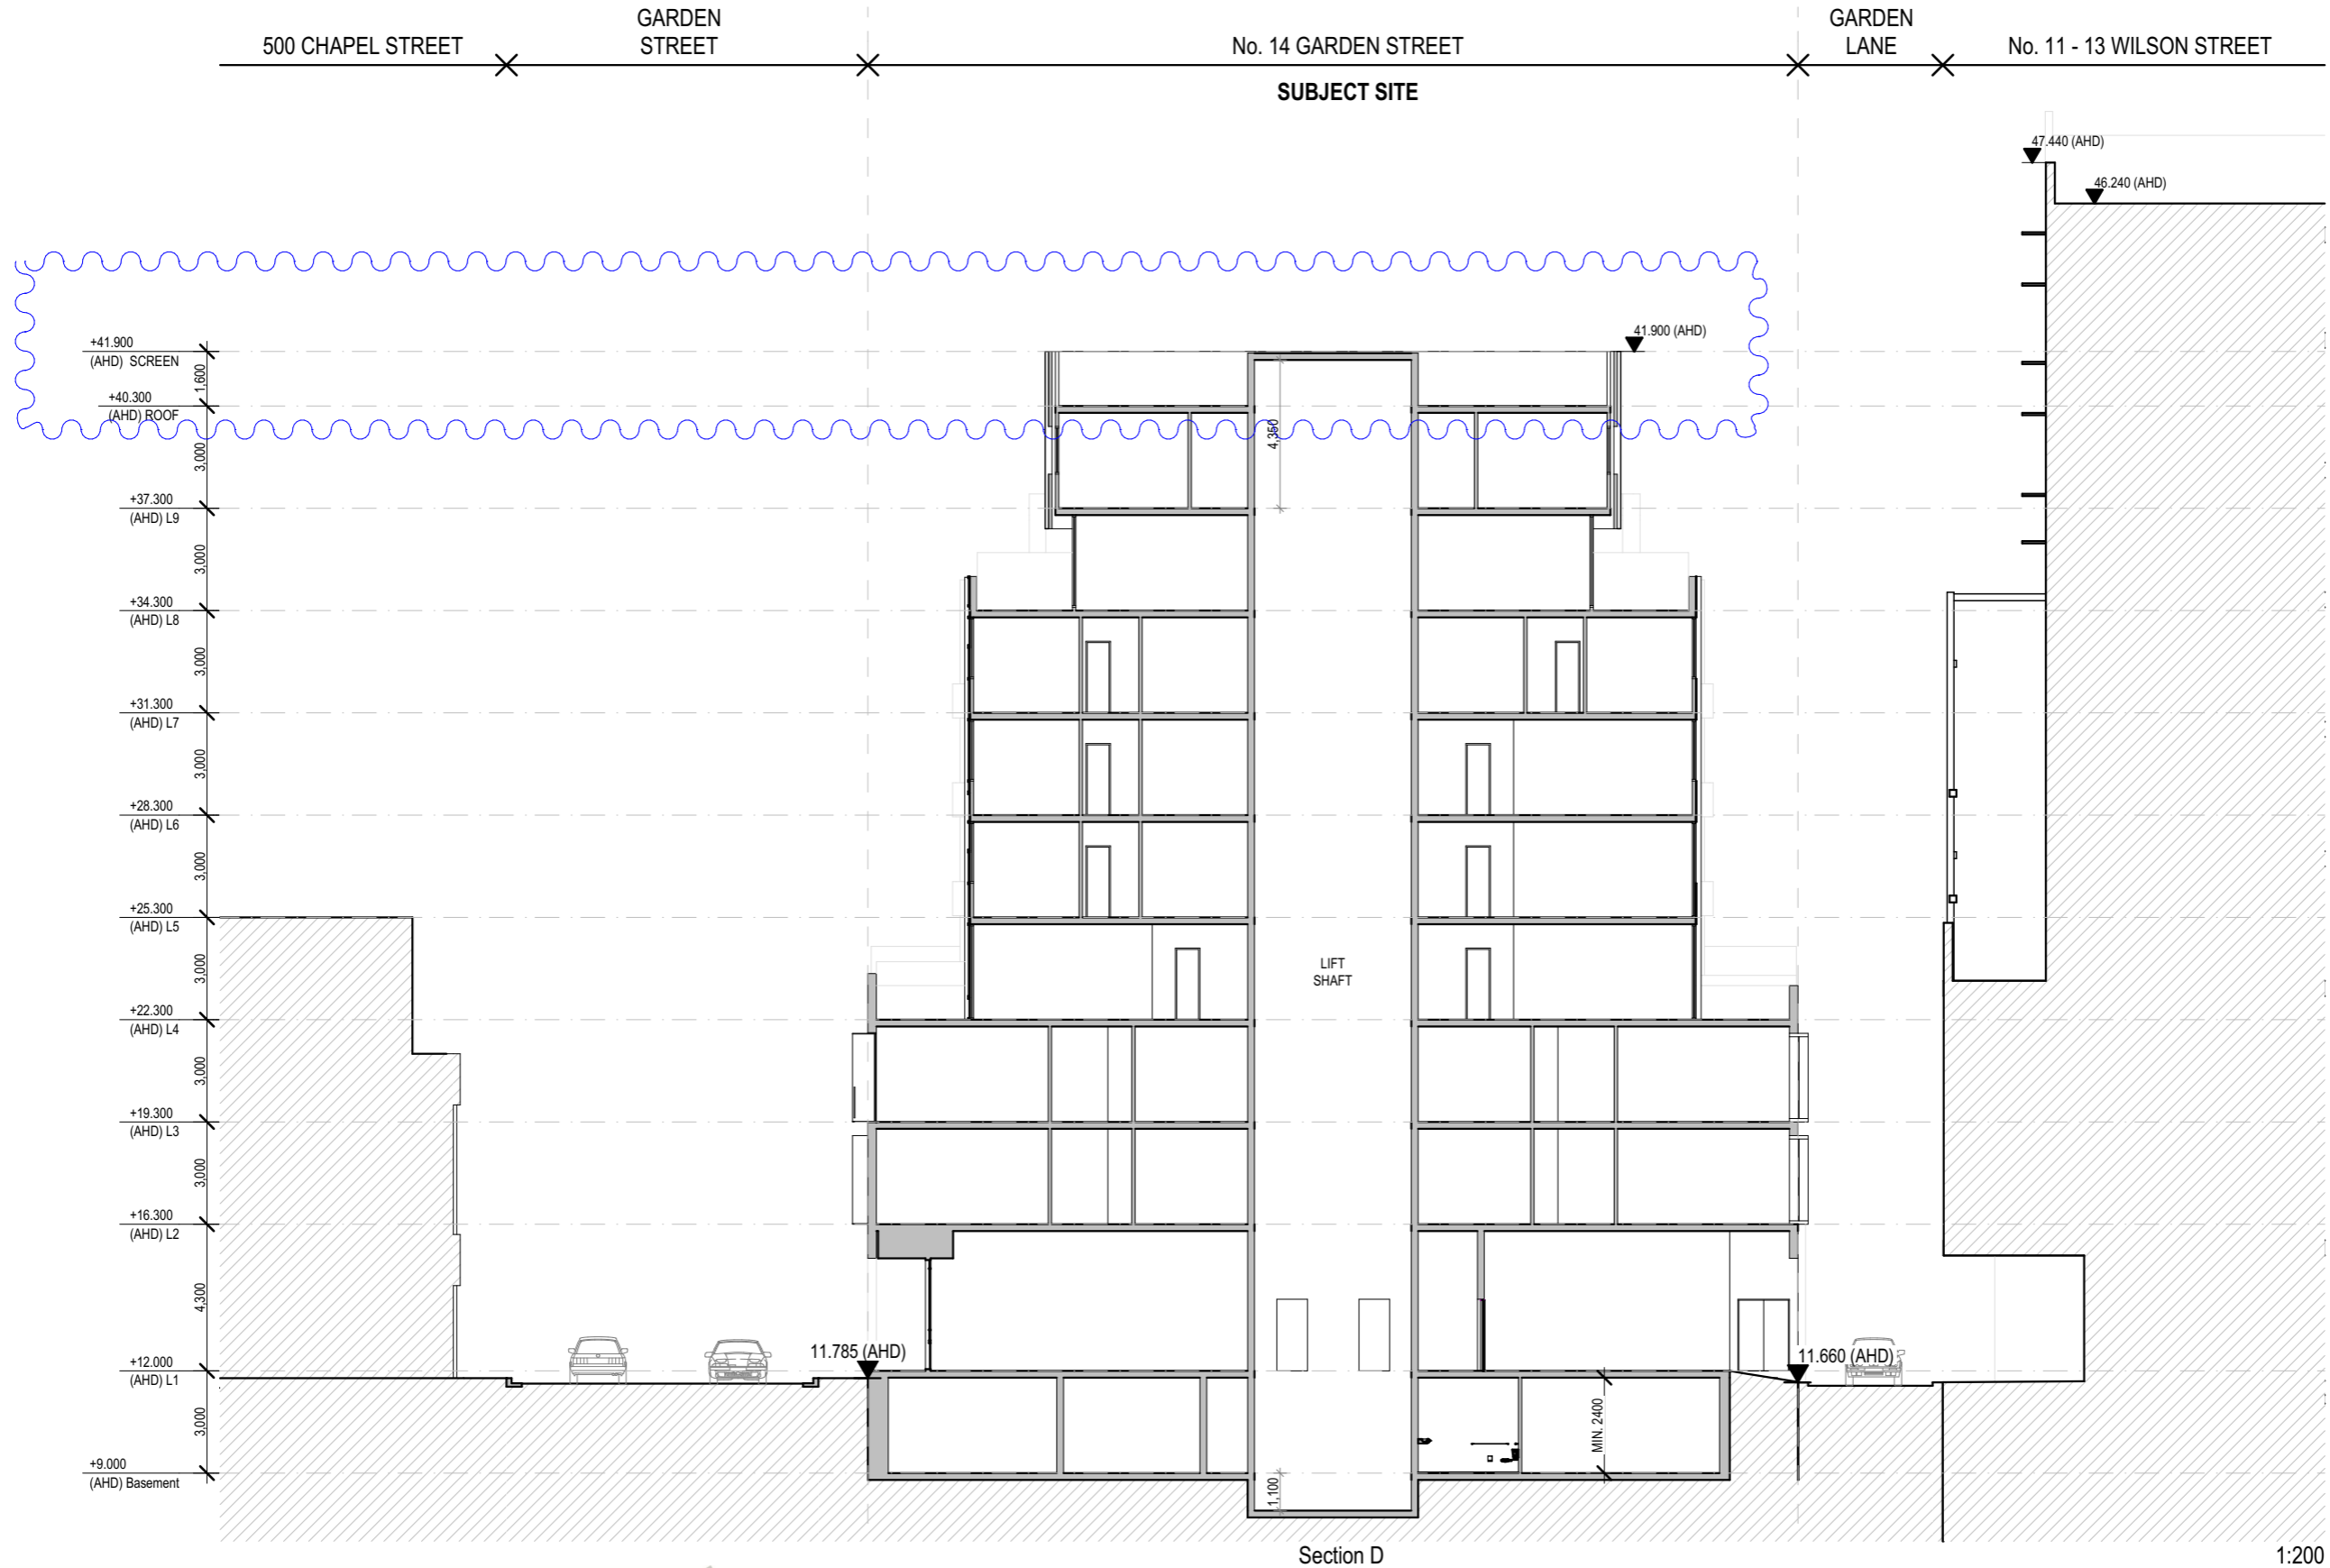 GARDEN
STREET
GARDEN
LANE
500 CHAPEL STREET
No. 14 GARDEN STREET
No. 11 - 13 WILSON STREET
SUBJECT SITE
47.440 (AHD)
46.240 (AHD)
41.900 (AHD)
+41.900
(AHD) SCREEN
1.600
+40.300
(AHD) ROOF
3,000
4,350
+37.300
(AHD) L9
3,000
+34.300
(AHD) L8
3,000
+31.300
(AHD) L7
3,000
+28.300
(AHD) L6
3,000
+25.300
(AHD) L5
3,000
LIFT
SHAFT
+22.300
(AHD) L4
3,000
+19.300
(AHD) L3
3,000
+16.300
(AHD) L2
4,300
11.785 (AHD)
11.660 (AHD)
+12.000
(AHD) L1
3,000
MIN. 2400
+9.000
(AHD) Basement
1,100
Section D
1:200